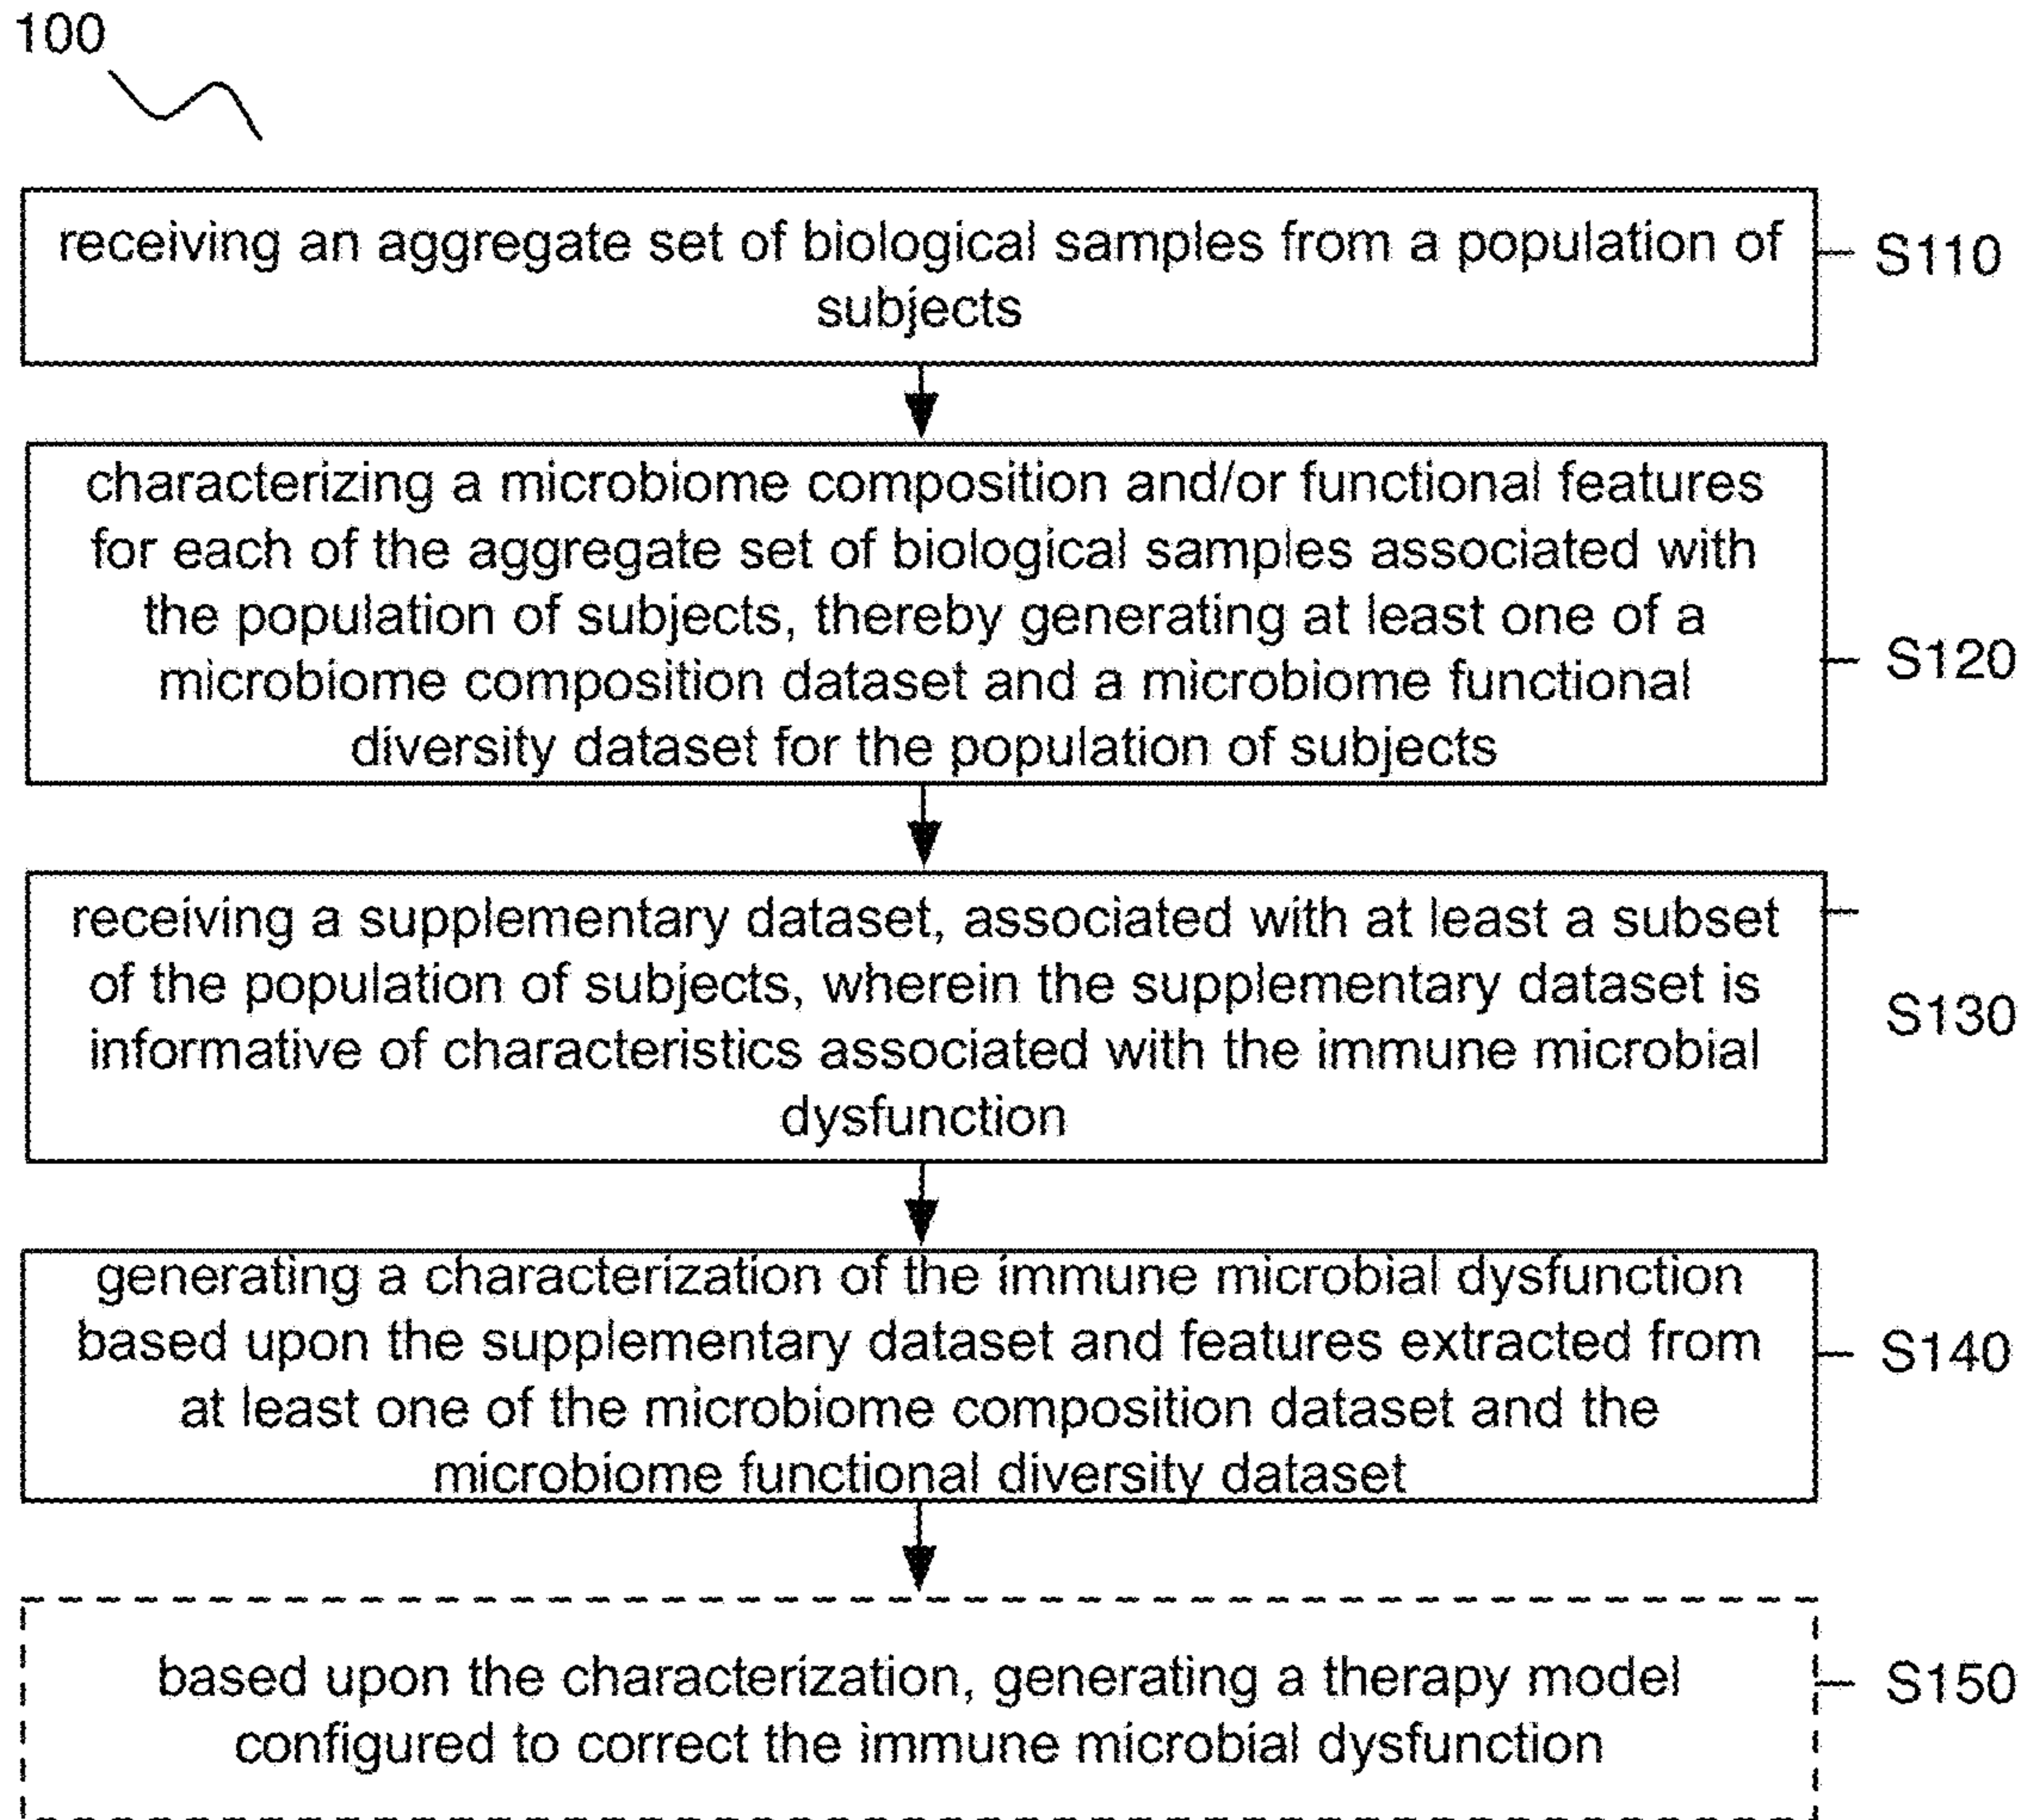 100
receiving an aggregate set of biological samples from a population of
subjects
S110
characterizing a microbiome composition and/or functional features
for each of the aggregate set of biological samples associated with
the population of subjects, thereby generating at least one of a
microbiome composition dataset and a microbiome functional
diversity dataset for the population of subjects
S120
receiving a supplementary dataset, associated with at least a subset
of the population of subjects, wherein the supplementary dataset is
informative of characteristics associated with the immune microbial
dysfunction
S130
generating a characterization of the immune microbial dysfunction
based upon the supplementary dataset and features extracted from
at least one of the microbiome composition dataset and the
microbiome functional diversity dataset
S140
based upon the characterization, generating a therapy model
configured to correct the immune microbial dysfunction
S150